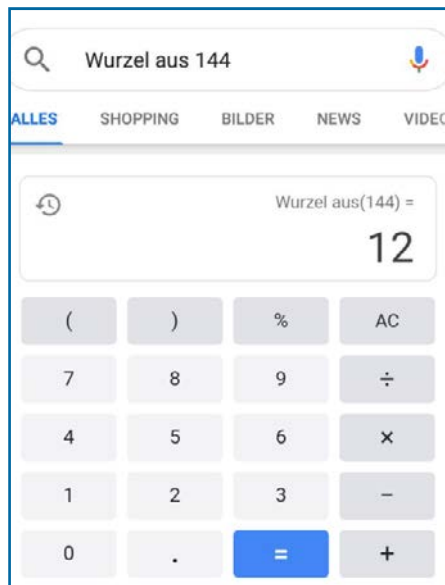 Wurzel aus 144
ALLES SHOPPING BILDER NEWS VIDEO
Wurzel aus(144) =
12
( ) % AC
7 8 9 ÷
4 5 6 ×
1 2 3 −
0 . = +